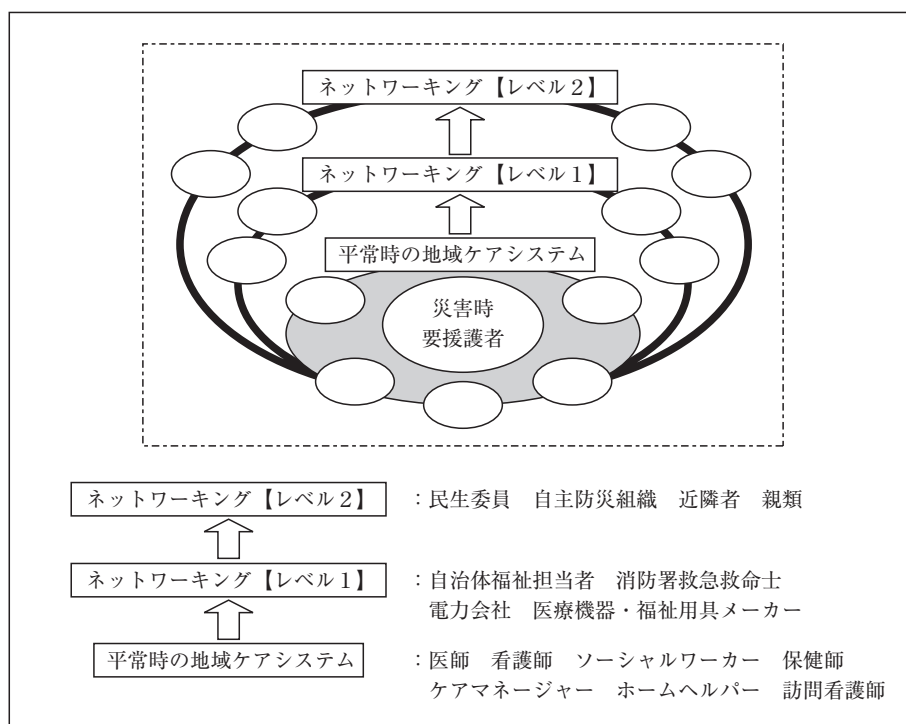 ネットワーキング【レベル2】
ネットワーキング【レベル1】
平常時の地域ケアシステム
災害時
要援護者
ネットワーキング【レベル2】 :民生委員 自主防災組織 近隣者 親類
ネットワーキング【レベル1】 :自治体福祉担当者 消防署救急救命士
電力会社 医療機器・福祉用具メーカー
平常時の地域ケアシステム :医師 看護師 ソーシャルワーカー 保健師
ケアマネージャー ホームヘルパー 訪問看護師